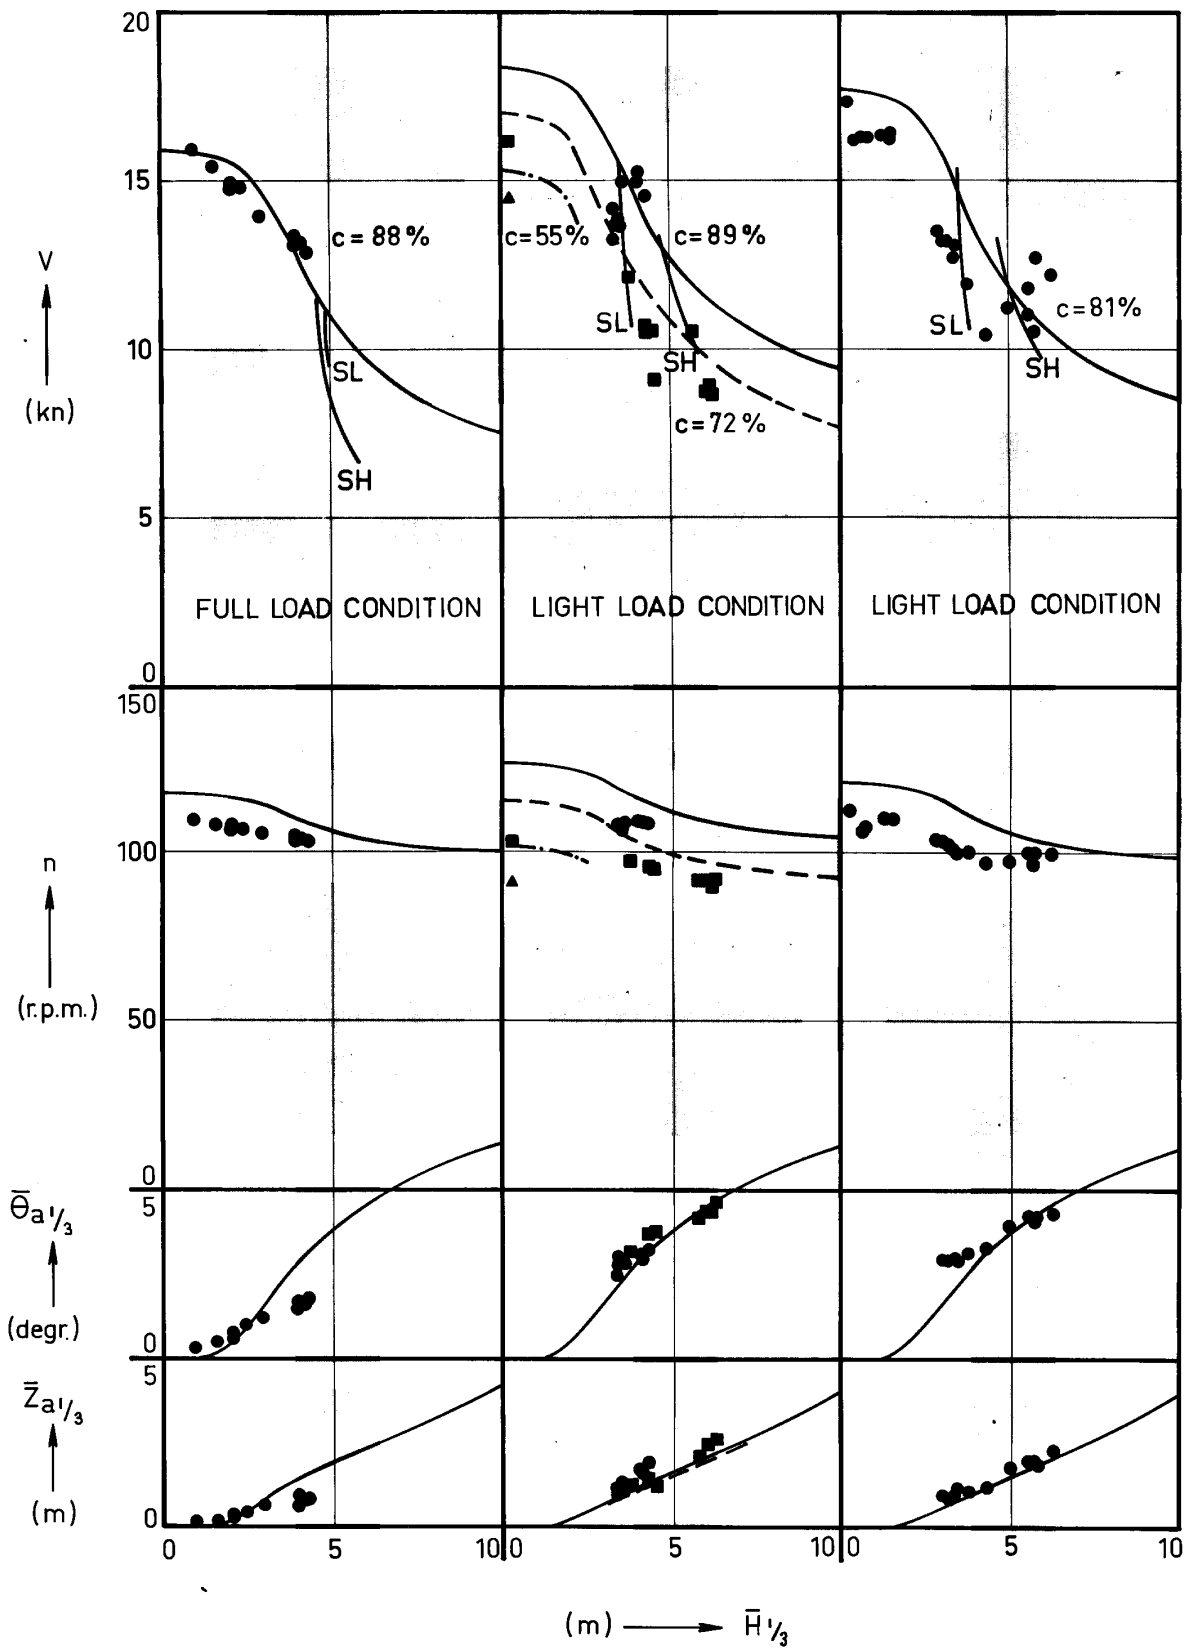 20
15
10
5
0
V
(kn)
c=88%
SL
SH
FULL LOAD CONDITION
c=55%
c=89%
SL
SH
c=72%
LIGHT LOAD CONDITION
c=81%
SL
SH
LIGHT LOAD CONDITION
150
100
50
0
n
(r.p.m.)
5
0
θ̅a1/3
(degr.)
5
0
Z̅a1/3
(m)
0 5 10 0 5 10 0 5 10
(m) H̅1/3